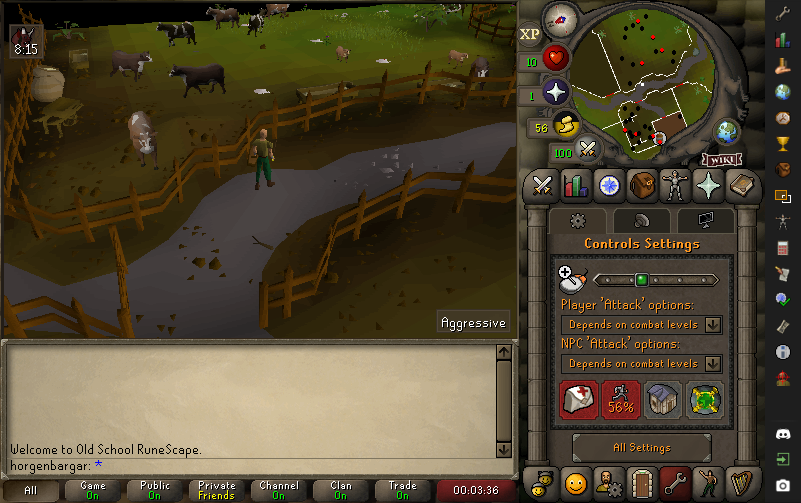 8:15
XP
10
1
56
100
WIKI
Controls Settings
Player 'Attack' options:
Depends on combat levels
NPC 'Attack' options:
Depends on combat levels
56%
All Settings
Aggressive
Welcome to Old School RuneScape.
horgenbargar: *
All
Game
On
Public
On
Private
Friends
Channel
On
Clan
On
Trade
On
00:03:36